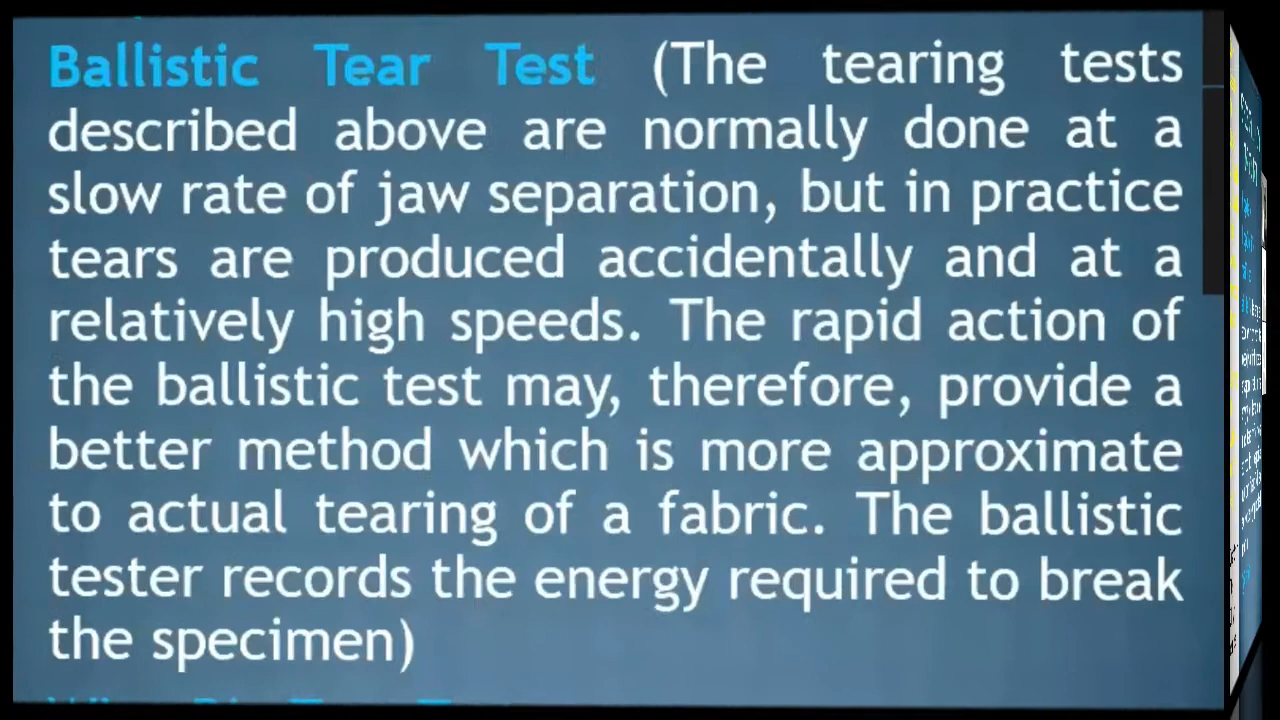 Ballistic Tear Test (The tearing tests
described above are normally done at a
slow rate of jaw separation, but in practice
tears are produced accidentally and at a
relatively high speeds. The rapid action of
the ballistic test may, therefore, provide a
better method which is more approximate
to actual tearing of a fabric. The ballistic
tester records the energy required to break
the specimen)